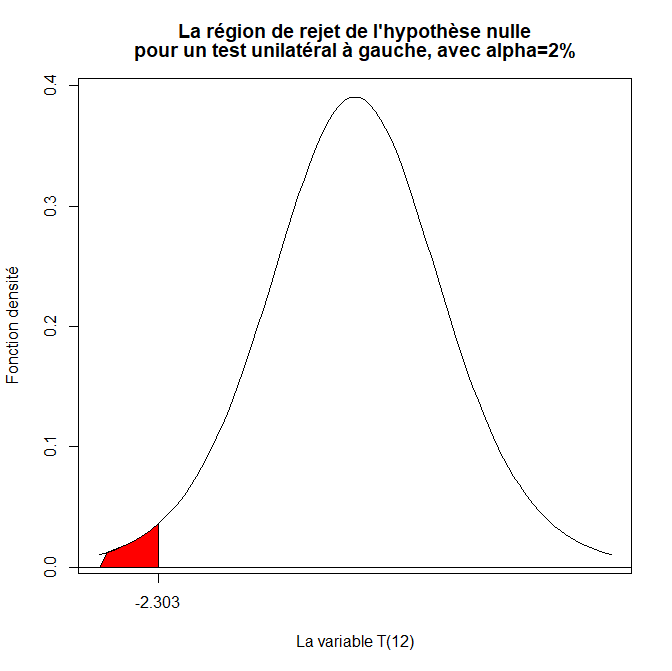 La région de rejet de l'hypothèse nulle
pour un test unilatéral à gauche, avec alpha=2%
0.4
0.3
0.2
0.1
0.0
Fonction densité
-2.303
La variable T(12)